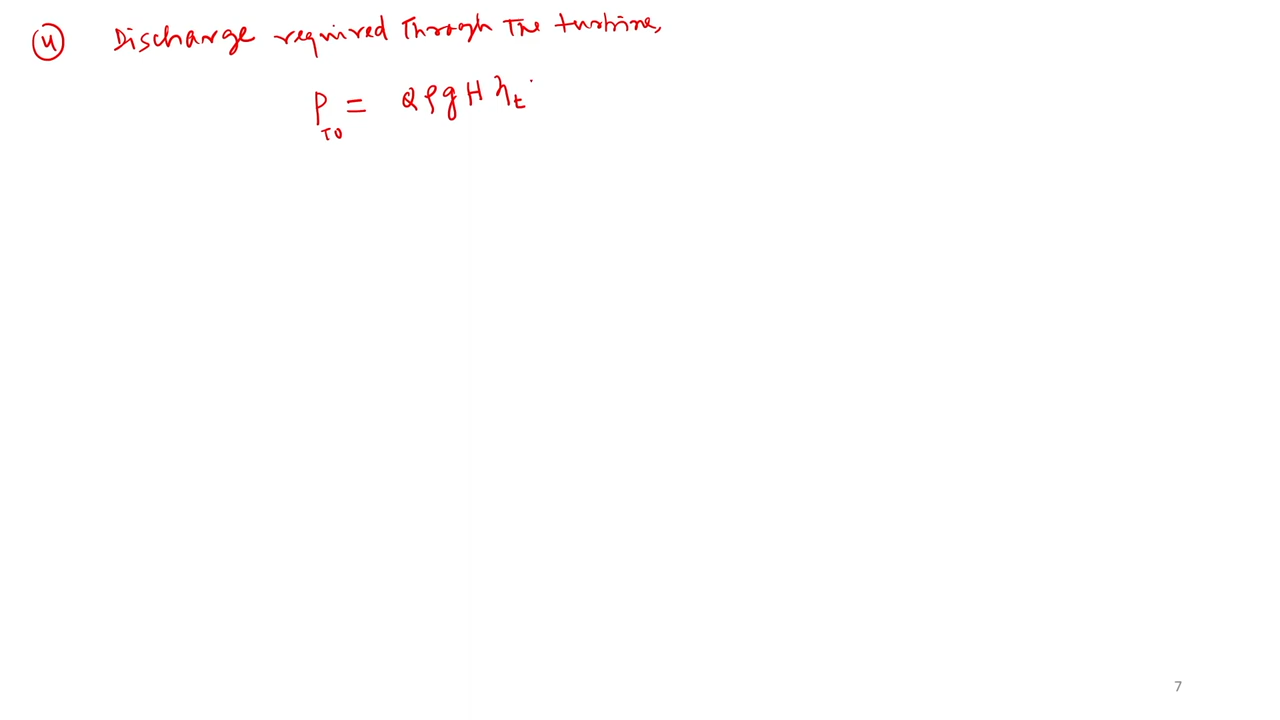 ④ Discharge required Through The turbine,
P_TO = QρgH η_t
7